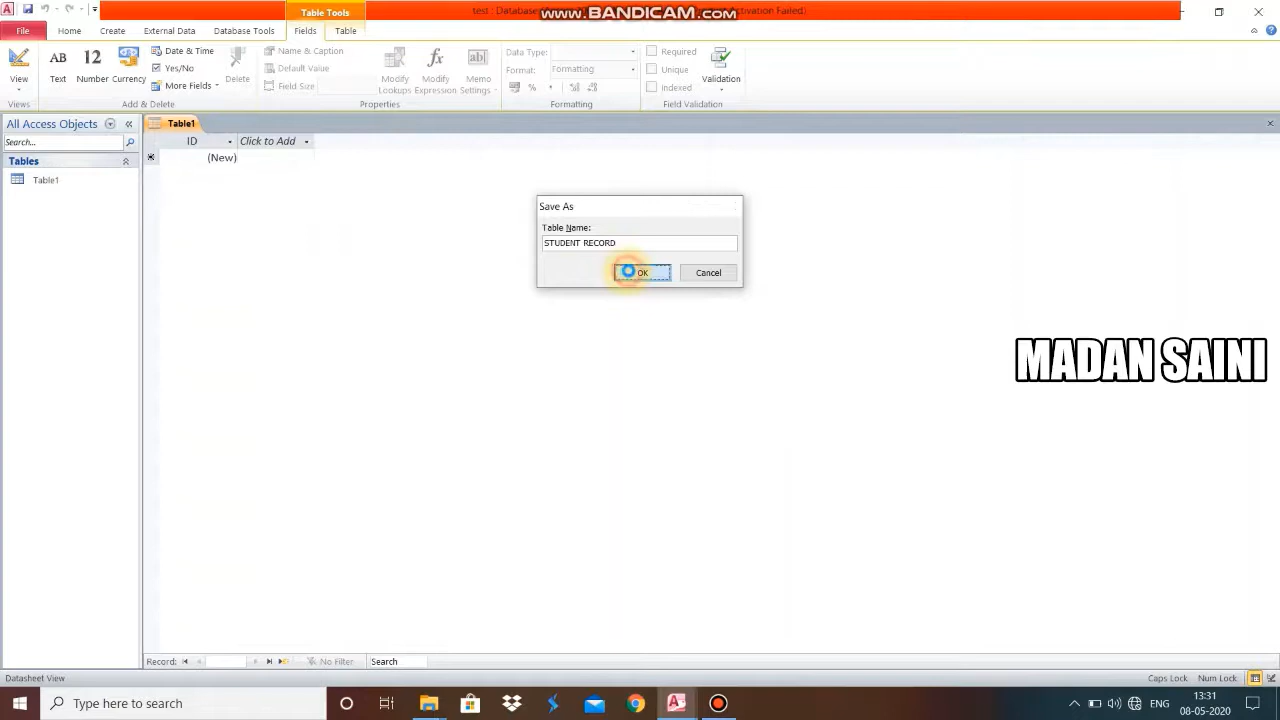 Table Tools
test : Database
www.BANDICAM.com
Activation Failed)
File
Home
Create
External Data
Database Tools
Fields
Table
View
AB
Text
12
Number
Currency
Date & Time
Yes/No
More Fields
Delete
Name & Caption
Default Value
Field Size
Modify
Lookups
Modify
Expression
Memo
Settings
Data Type:
Format:
Formatting
Required
Unique
Indexed
Validation
Views
Add & Delete
Properties
Formatting
Field Validation
All Access Objects
Search...
Tables
Table1
Table1
ID
Click to Add
(New)
Save As
Table Name:
STUDENT RECORD
OK
Cancel
MADAN SAINI
Record:
No Filter
Search
Datasheet View
Caps Lock
Num Lock
Type here to search
ENG
13:31
08-05-2020